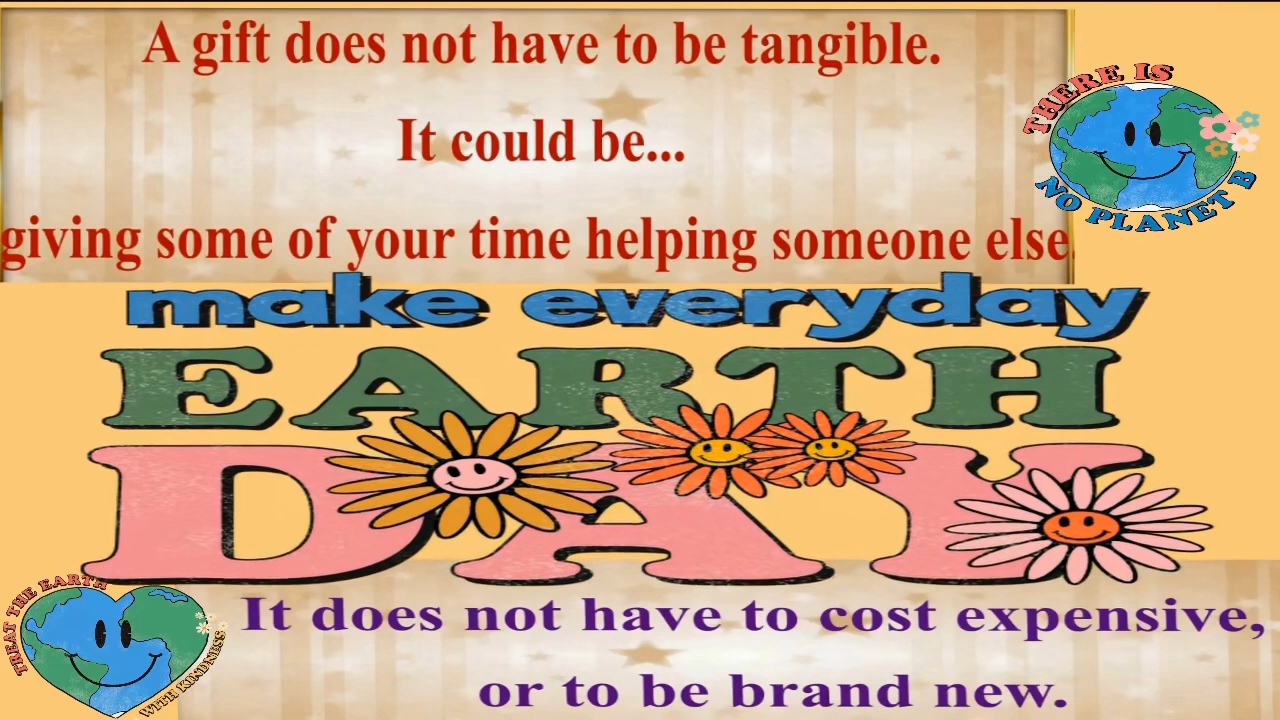 A gift does not have to be tangible.
It could be...
giving some of your time helping someone else.
THERE IS
NO PLANET B
make everyday
EARTH
DAY
TREAT THE EARTH
WITH KINDNESS
It does not have to cost expensive,
or to be brand new.